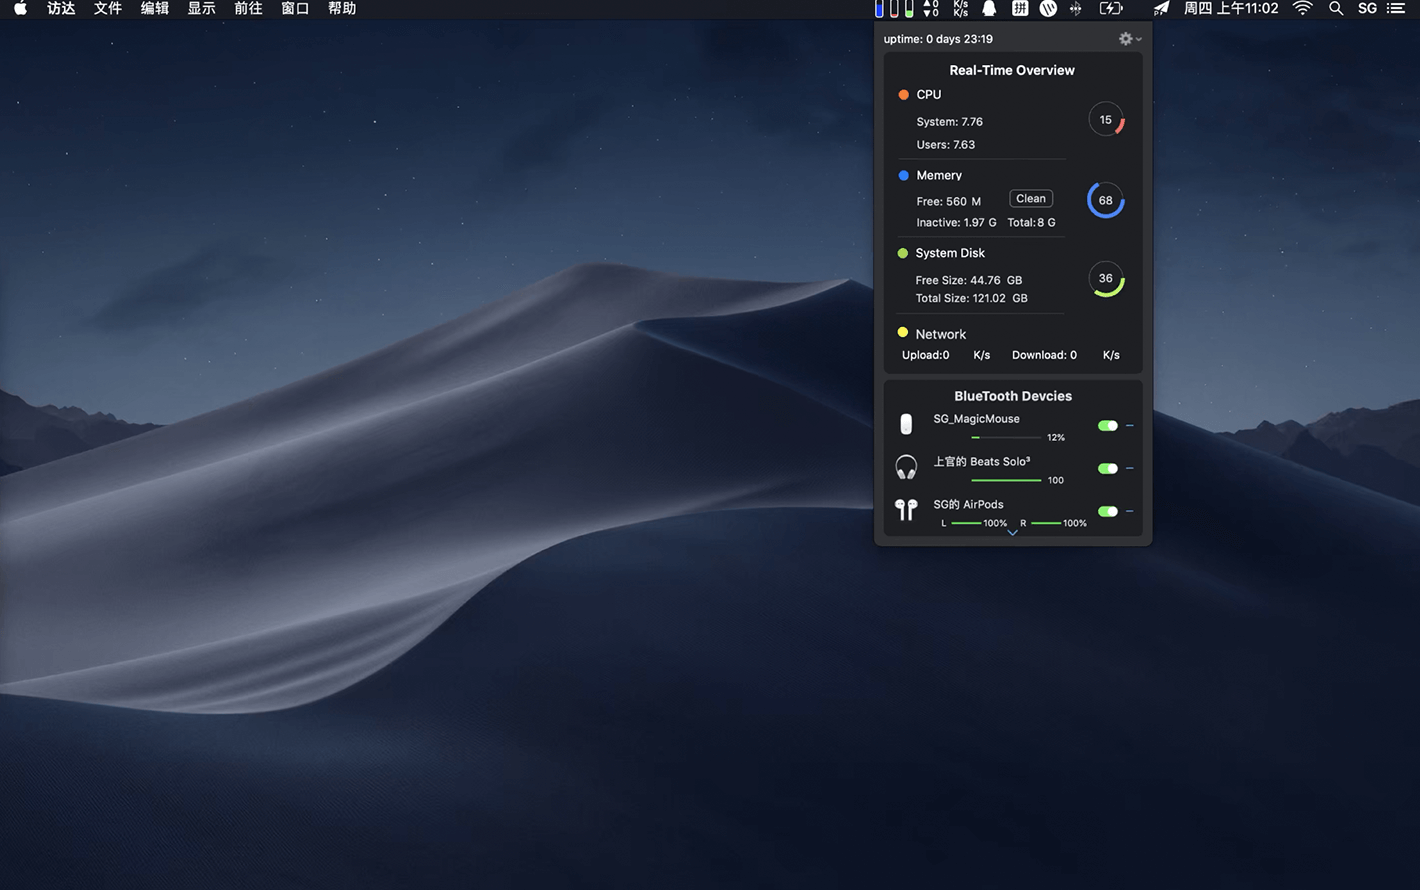 访达 文件 编辑 显示 前往 窗口 帮助 ▲0 K/s 拼 周四 上午11:02 SG
▼0 K/s
uptime: 0 days 23:19
Real-Time Overview
CPU
System: 7.76
15
Users: 7.63
Memory
Free: 560 M Clean
68
Inactive: 1.97 G Total:8 G
System Disk
Free Size: 44.76 GB
36
Total Size: 121.02 GB
Network
Upload:0 K/s Download: 0 K/s
BlueTooth Devcies
SG_MagicMouse
12%
上官的 Beats Solo³
100
SG的 AirPods
L 100% R 100%